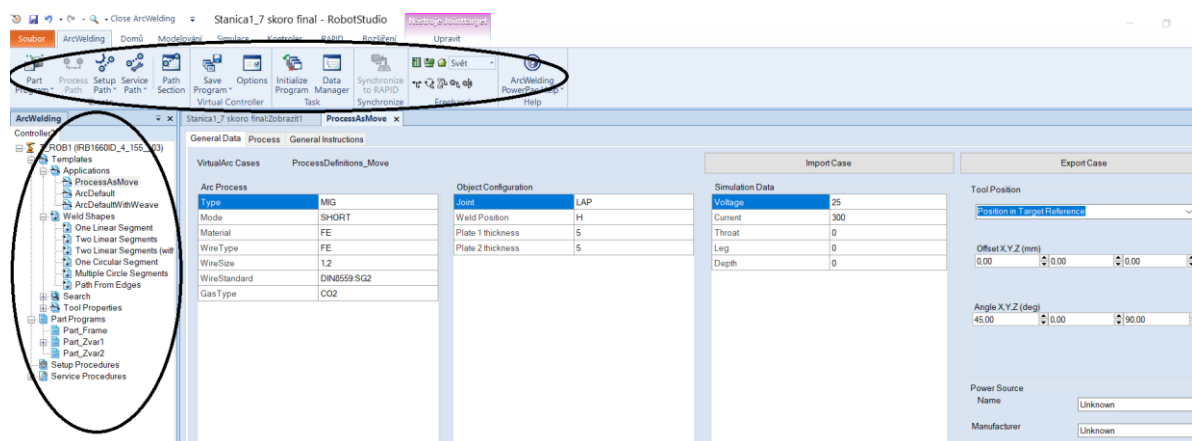 Close ArcWelding
Stanica1_7 skoro final - RobotStudio
Nástroje Jointtarget
Soubor ArcWelding Domů Modelování Simulace Kontroler RAPID Rozšíření Upravit
Part Program
Process Path
Setup Path
Service Path
Path Section
Save Program
Options
Initialize Program
Data Manager
Synchronize to RAPID
Svět
ArcWelding PowerPac Help
Virtual Controller Task Synchronize Freehand Help
ArcWelding
Stanica1_7 skoro final:Zobrazit1 ProcessAsMove x
Templates
Applications
ProcessAsMove
ArcDefault
ArcDefaultWithWeave
Weld Shapes
One Linear Segment
Two Linear Segments
Two Linear Segments (with
One Circular Segment
Multiple Circle Segments
Path From Edges
Search
Tool Properties
Part Programs
Part_Frame
Part_Zvar1
Part_Zvar2
Setup Procedures
Service Procedures
General Data Process General Instructions
VirtualArc Cases ProcessDefinitions_Move
Import Case
Export Case
Arc Process
Type MIG
Mode SHORT
Material FE
WireType FE
WireSize 1,2
WireStandard DIN8559:SG2
GasType CO2
Object Configuration
Joint LAP
Weld Position H
Plate 1 thickness 5
Plate 2 thickness 5
Simulation Data
Voltage 25
Current 300
Throat 0
Leg 0
Depth 0
Tool Position
Position in Target Reference
Offset X,Y,Z (mm)
0,00 0,00 0,00
Angle X,Y,Z (deg)
45,00 0,00 90,00
Power Source
Name Unknown
Manufacturer Unknown